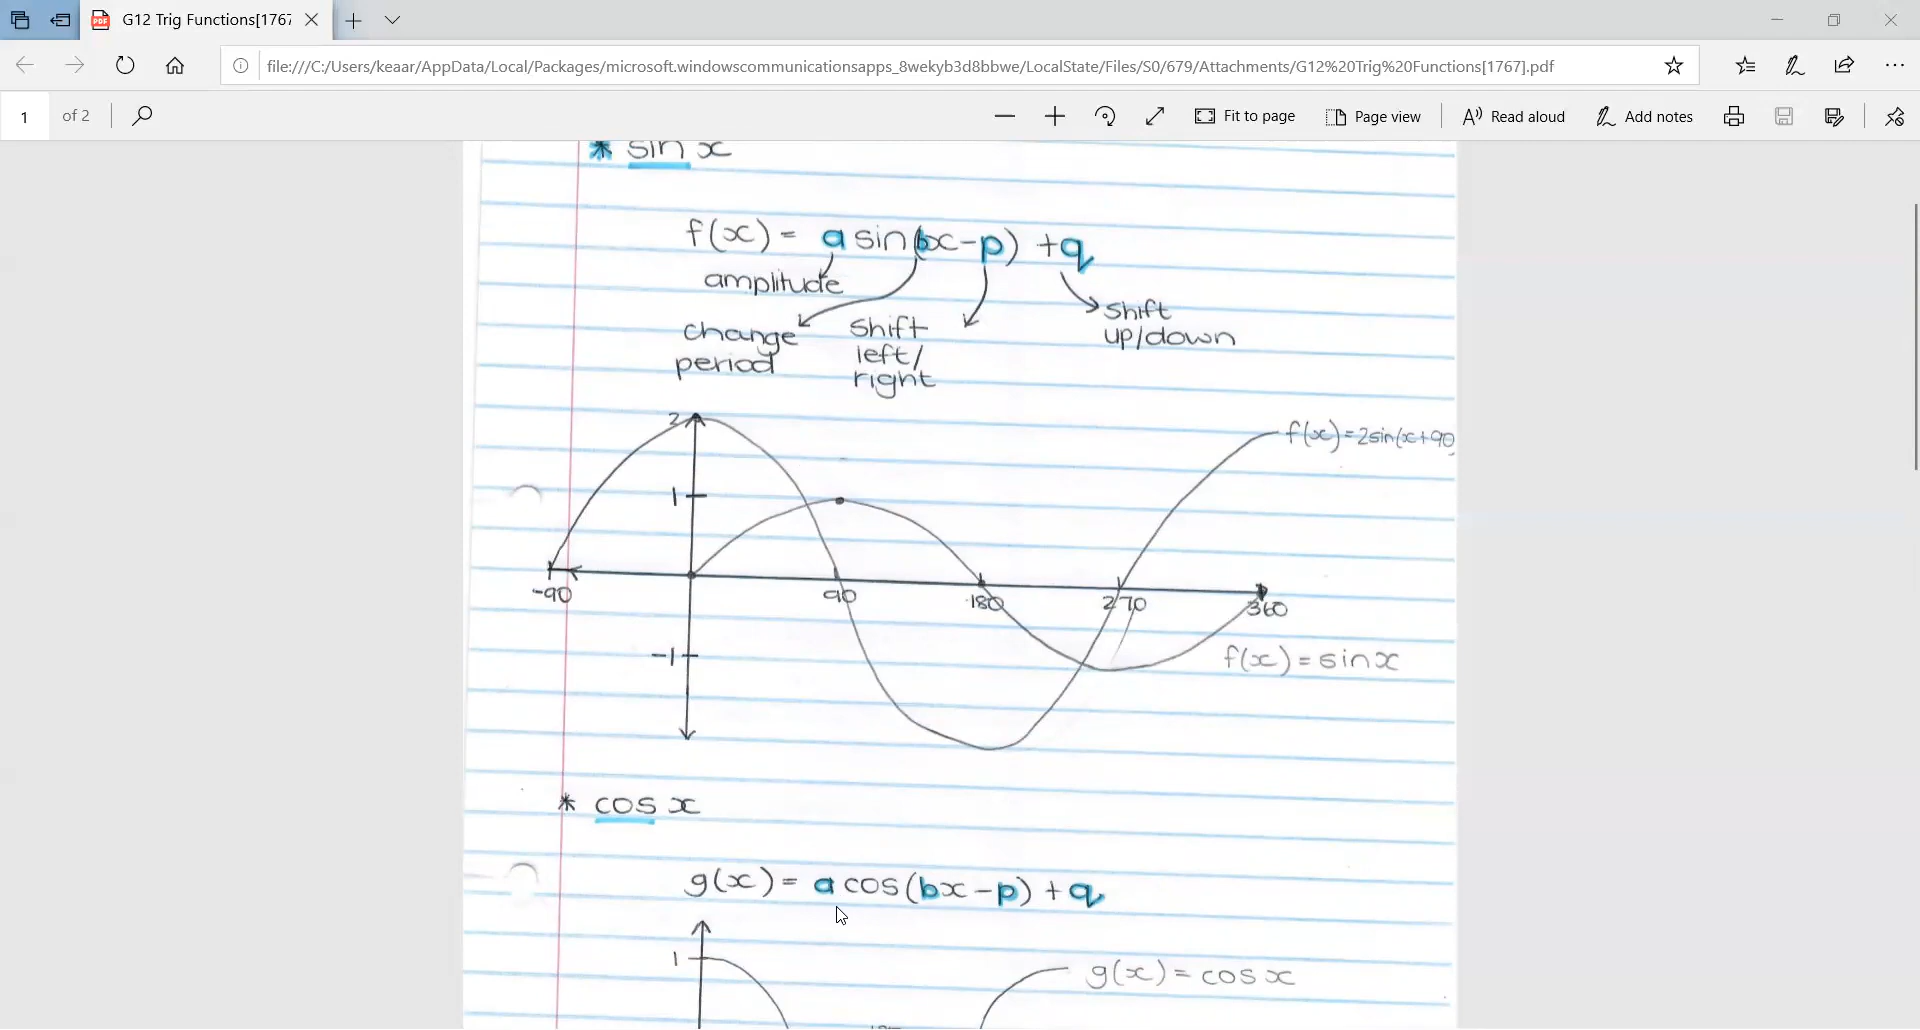 G12 Trig Functions[1767
file:///C:/Users/keaar/AppData/Local/Packages/microsoft.windowscommunicationsapps_8wekyb3d8bbwe/LocalState/Files/S0/679/Attachments/G12%20Trig%20Functions[1767].pdf
1 of 2
Fit to page
Page view
Read aloud
Add notes
* sin x
f(x) = a sin(bx-p) + q
amplitude
change period
shift left/right
shift up/down
2
f(x)=2sin(x+90)
1
-90
90
180
270
360
-1
f(x) = sin x
* cos x
g(x) = a cos(bx-p) + q
1
g(x) = cos x